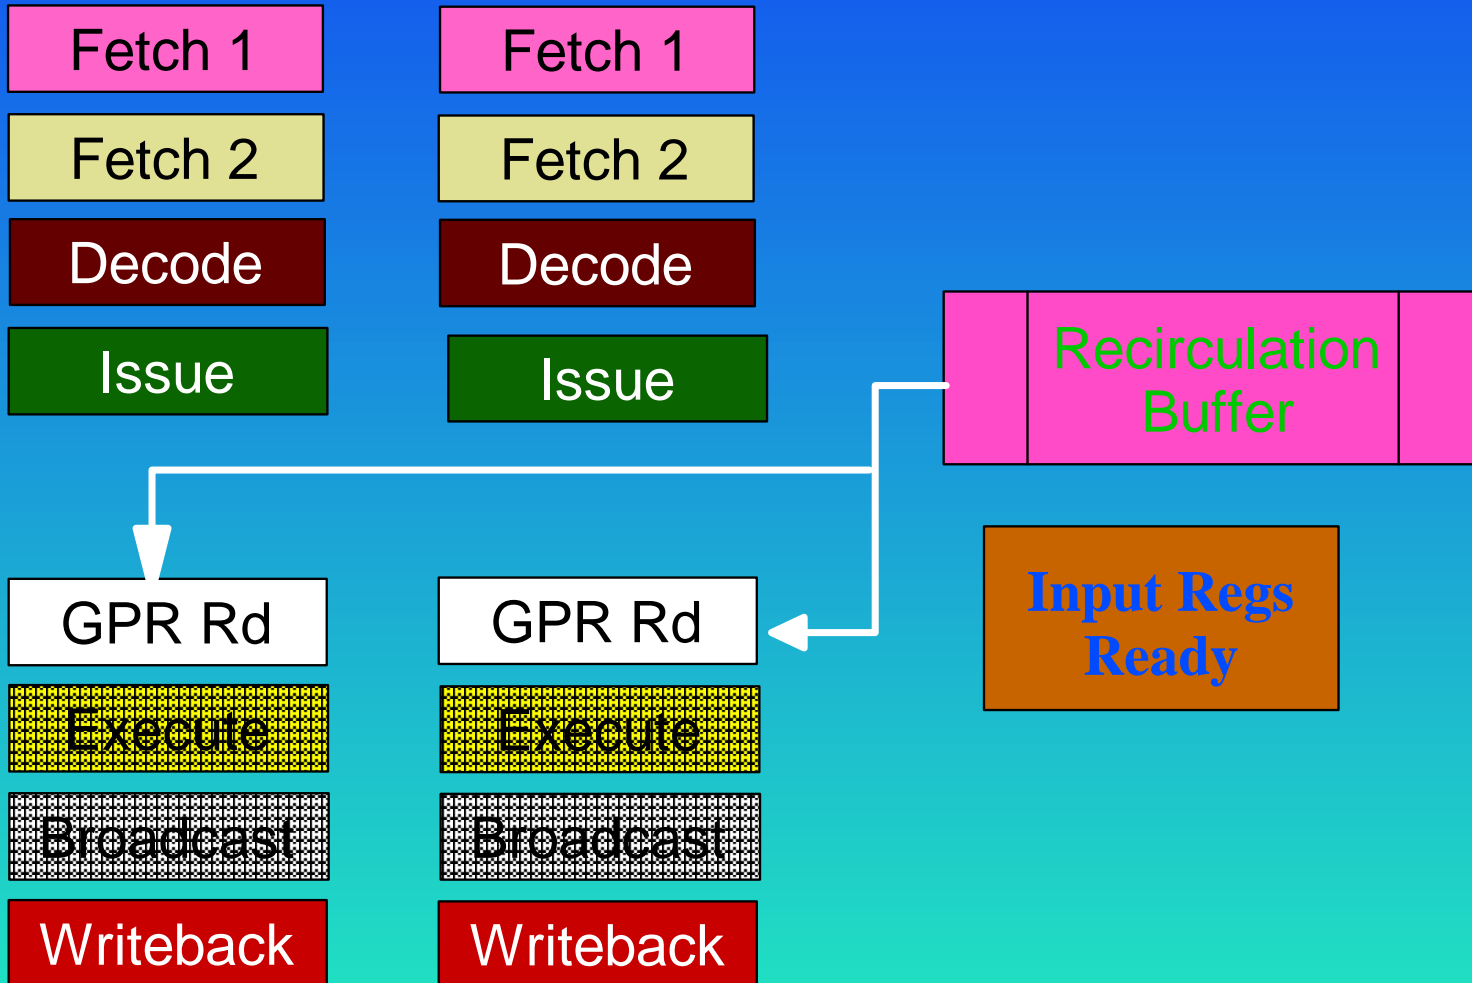 Fetch 1
Fetch 1
Fetch 2
Fetch 2
Decode
Decode
Issue
Issue
Recirculation
Buffer
GPR Rd
GPR Rd
Input Regs
Ready
Execute
Execute
Broadcast
Broadcast
Writeback
Writeback